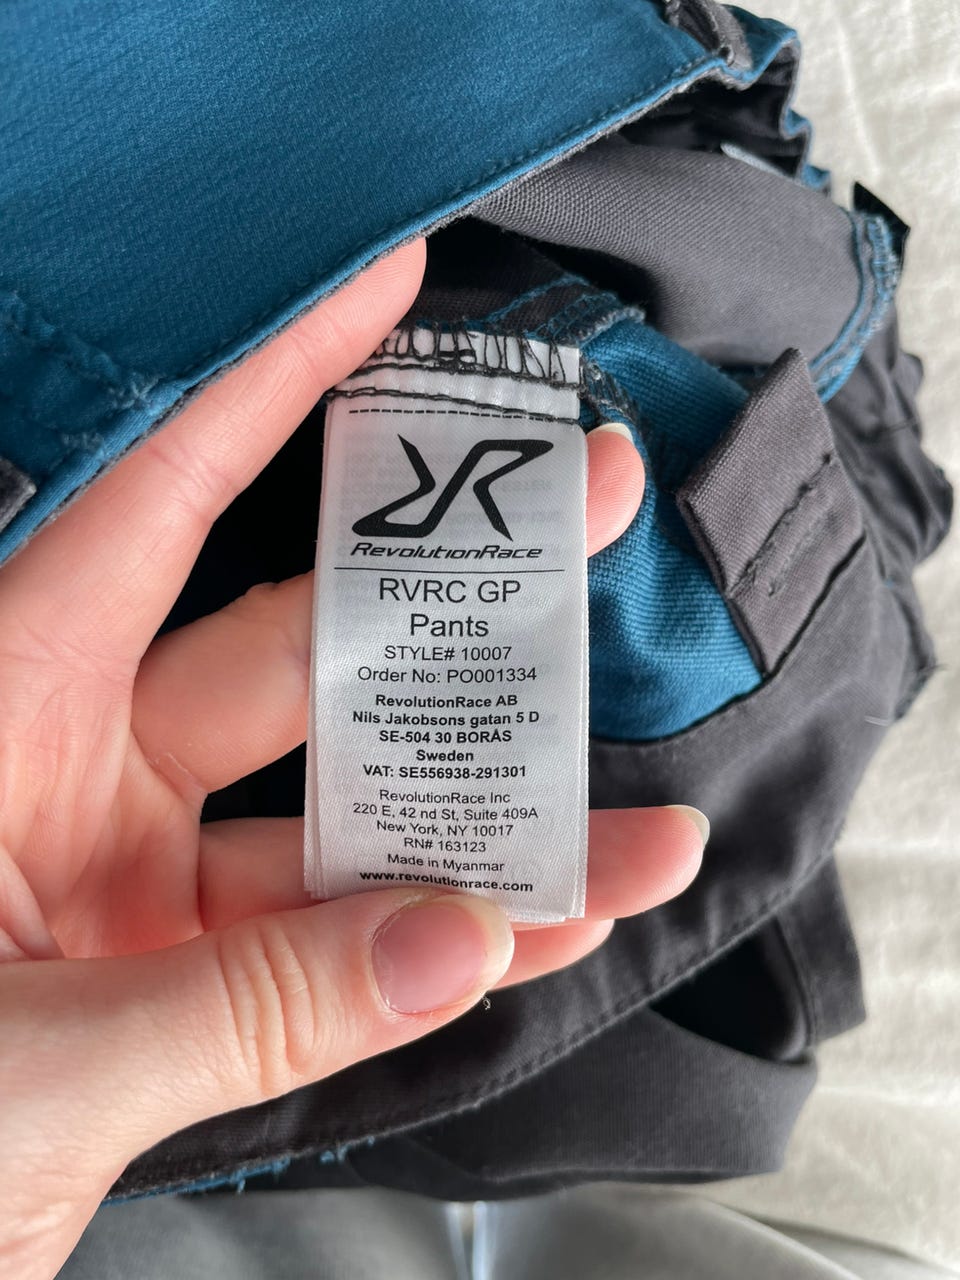 RevolutionRace
RVRC GP
Pants
STYLE# 10007
Order No: PO001334
RevolutionRace AB
Nils Jakobsons gatan 5 D
SE-504 30 BORÅS
Sweden
VAT: SE556938-291301
RevolutionRace Inc
220 E, 42 nd St, Suite 409A
New York, NY 10017
RN# 163123
Made in Myanmar
www.revolutionrace.com